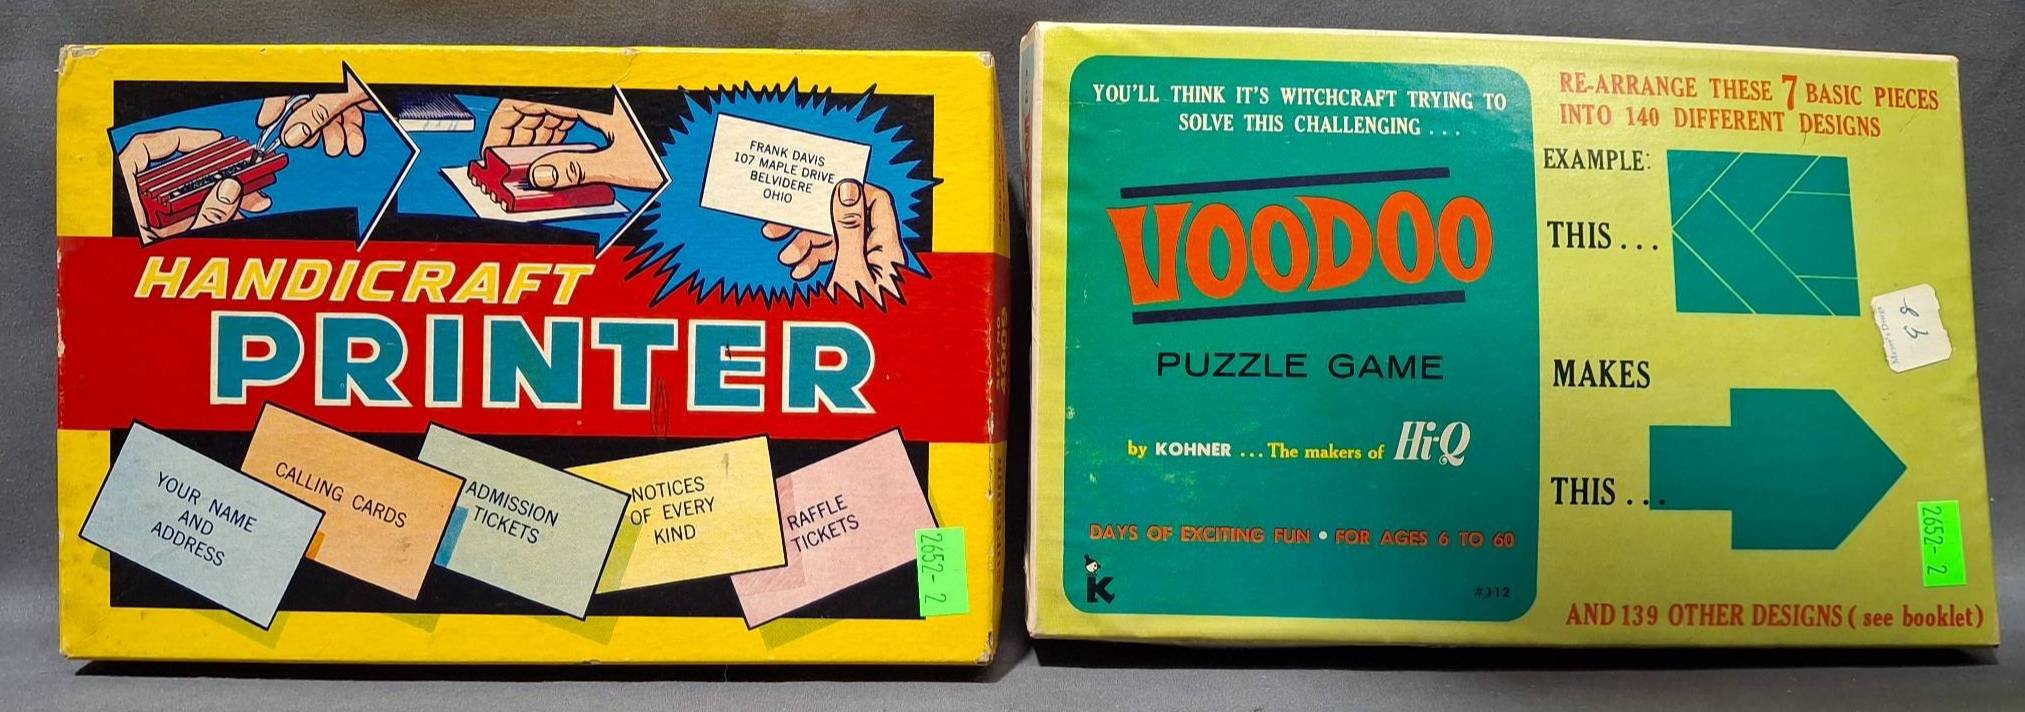 FRANK DAVIS
107 MAPLE DRIVE
BELVIDERE
OHIO
HANDICRAFT
PRINTER
YOUR NAME
AND
ADDRESS
CALLING CARDS
ADMISSION
TICKETS
NOTICES
OF EVERY
KIND
RAFFLE
TICKETS
2652-2
YOU'LL THINK IT'S WITCHCRAFT TRYING TO
SOLVE THIS CHALLENGING ...
VOODOO
PUZZLE GAME
by KOHNER ... The makers of Hi-Q
DAYS OF EXCITING FUN • FOR AGES 6 TO 60
K
#312
RE-ARRANGE THESE 7 BASIC PIECES
INTO 140 DIFFERENT DESIGNS
EXAMPLE:
THIS...
MAKES
THIS...
AND 139 OTHER DESIGNS ( see booklet)
2652-2